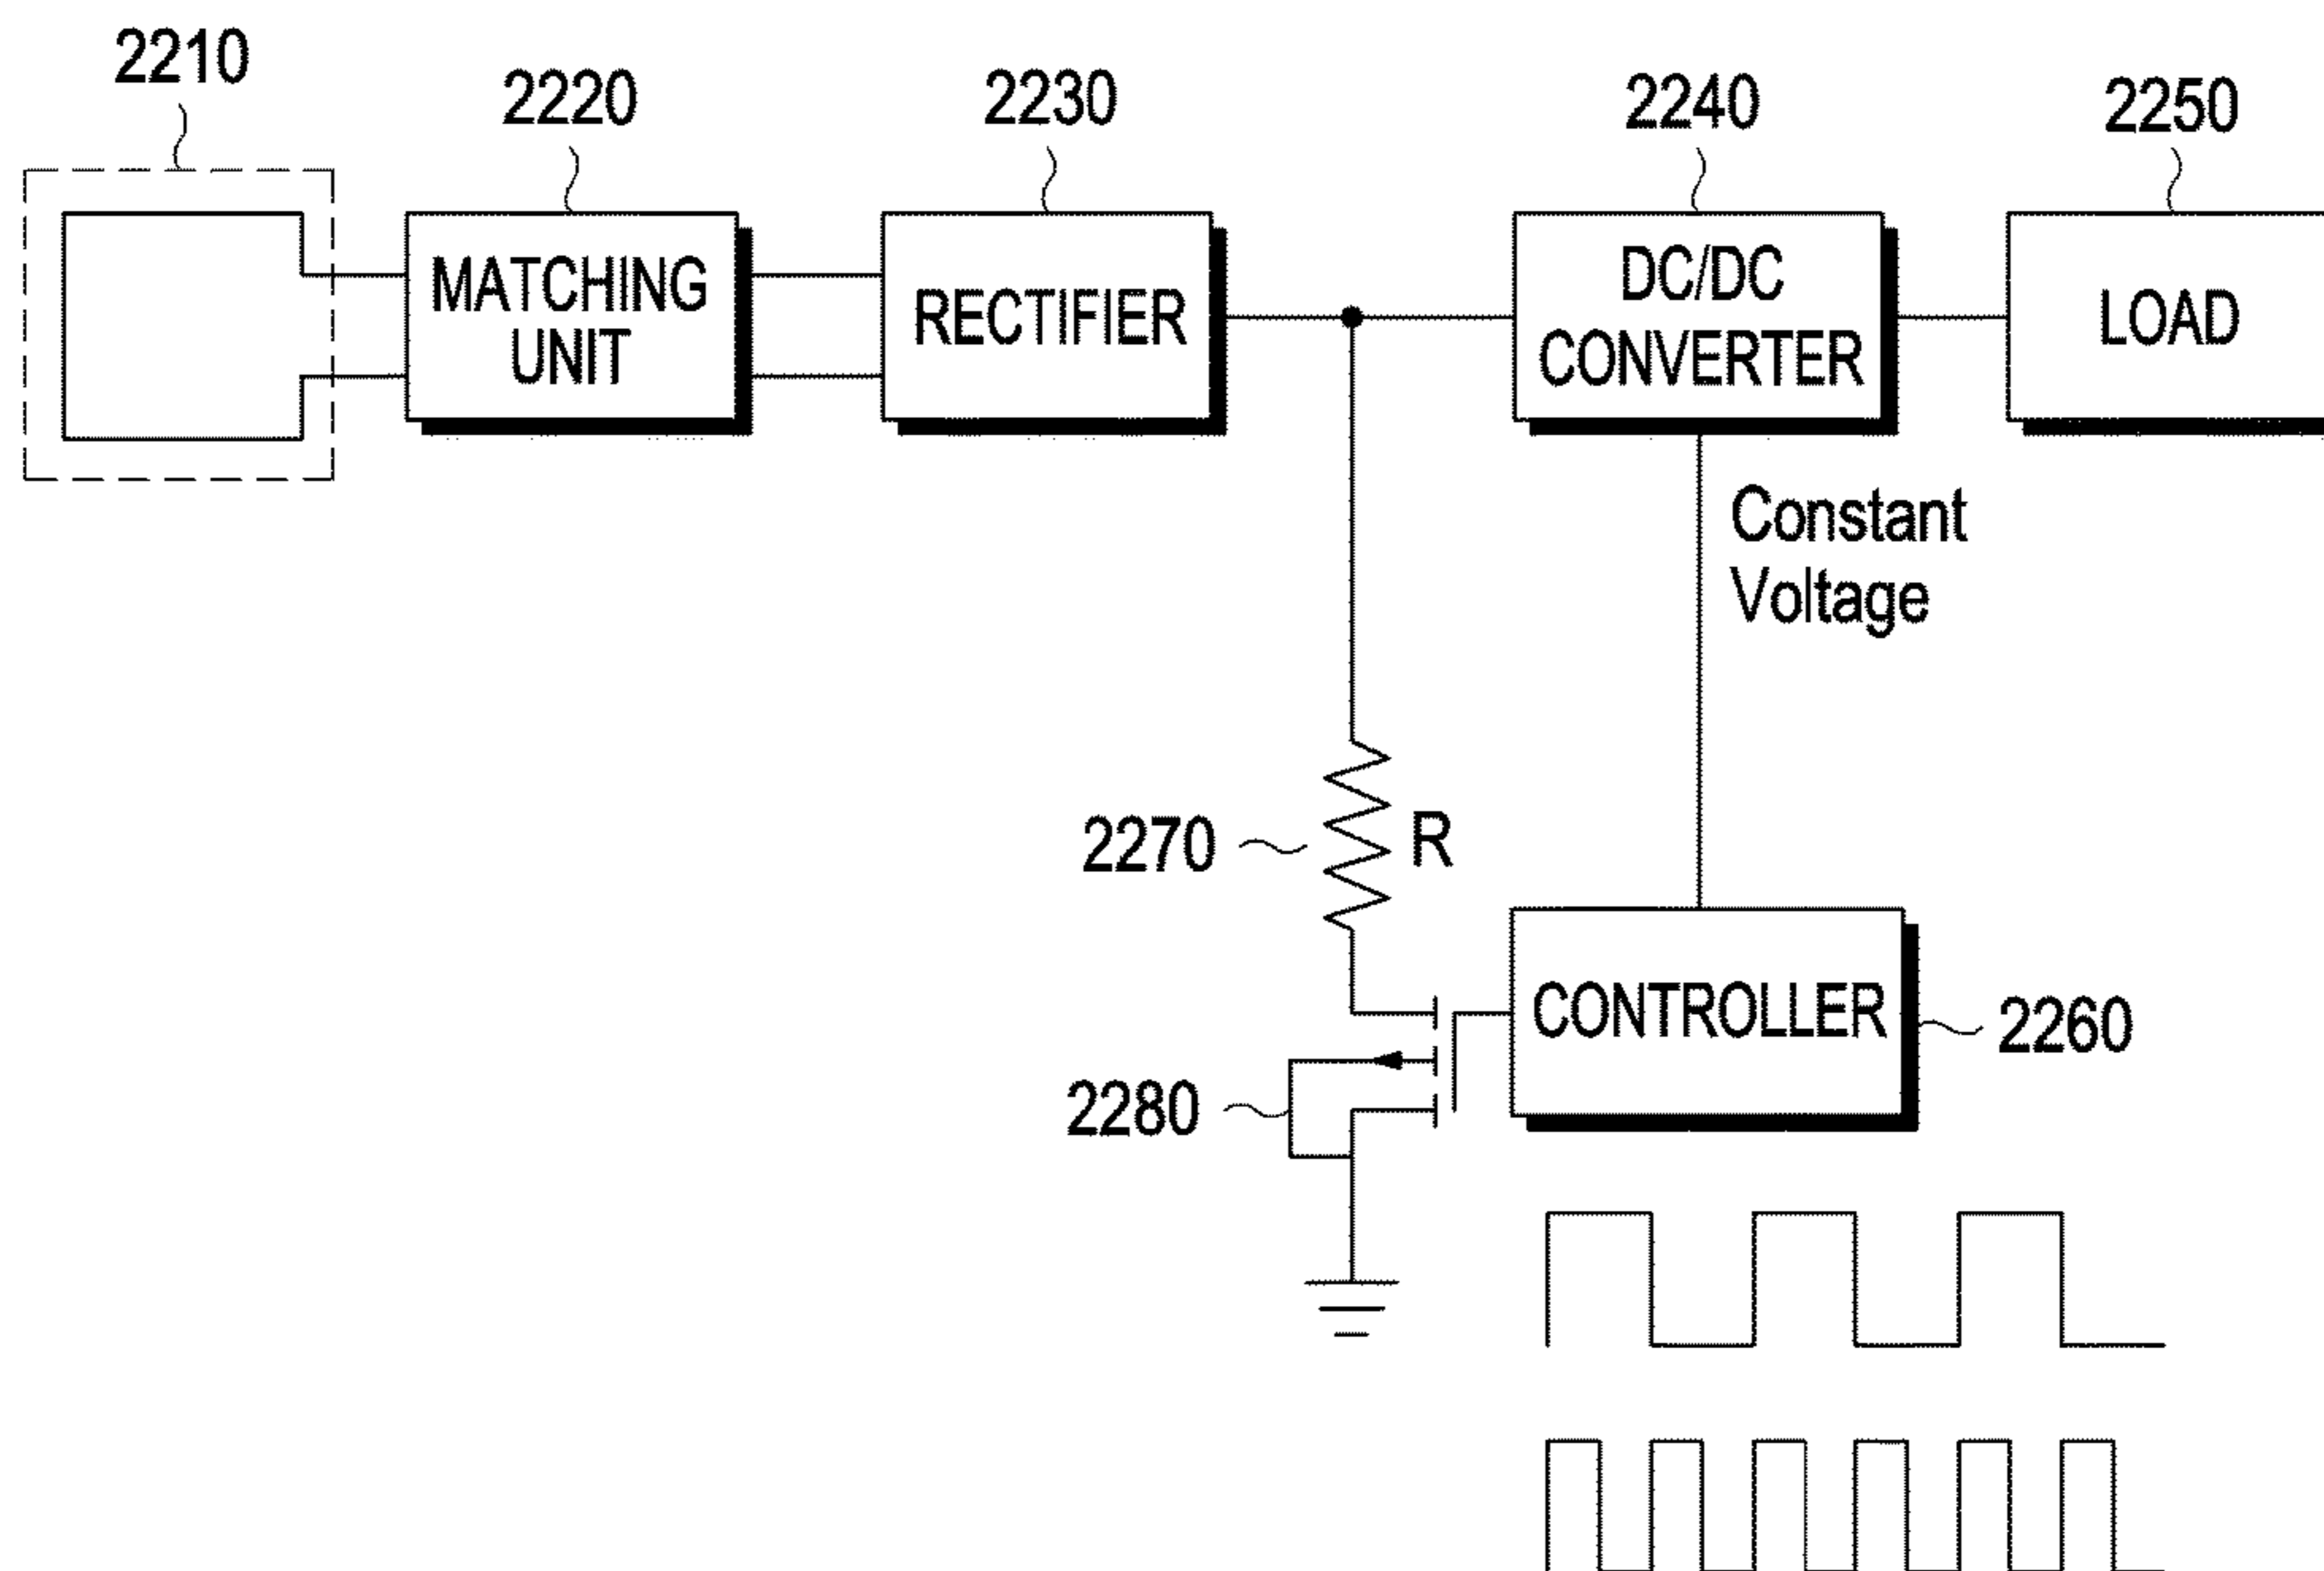 2210
2220
2230
2240
2250
MATCHING
UNIT
RECTIFIER
DC/DC
CONVERTER
LOAD
Constant
Voltage
2270
R
CONTROLLER
2260
2280